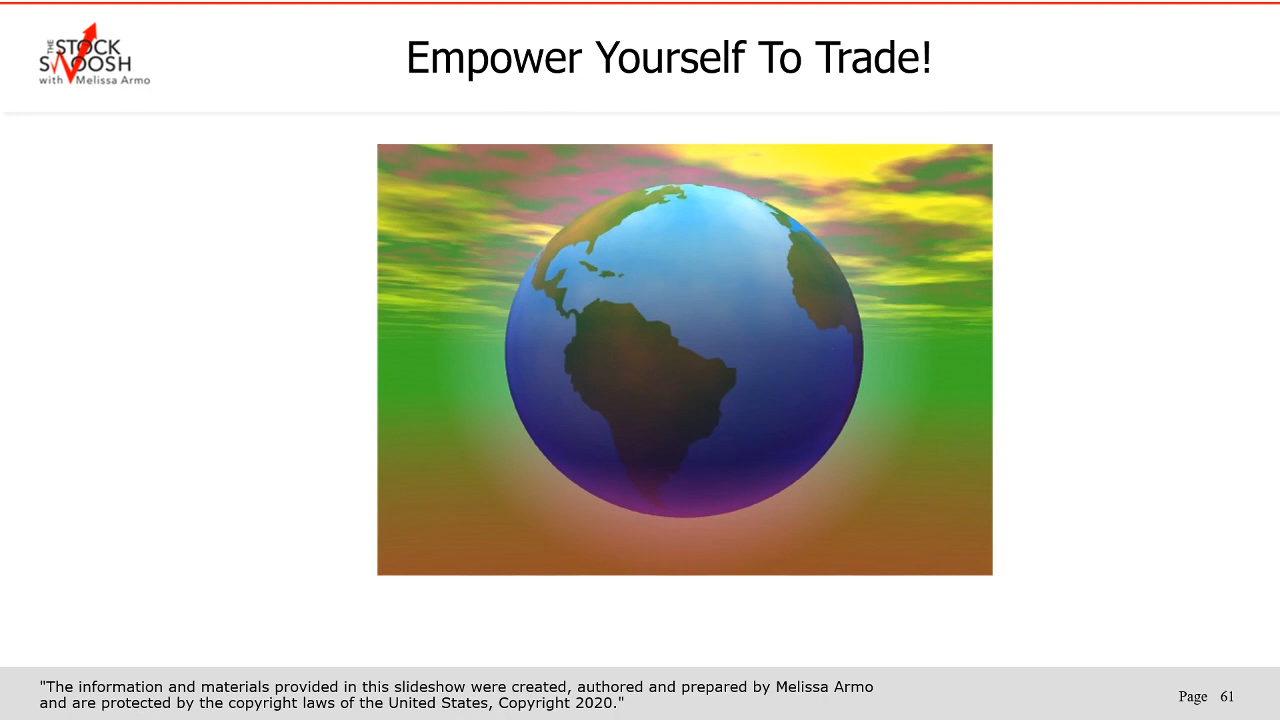 THE
STOCK
SWOOSH
with Melissa Armo
Empower Yourself To Trade!
"The information and materials provided in this slideshow were created, authored and prepared by Melissa Armo
and are protected by the copyright laws of the United States, Copyright 2020."
Page 61